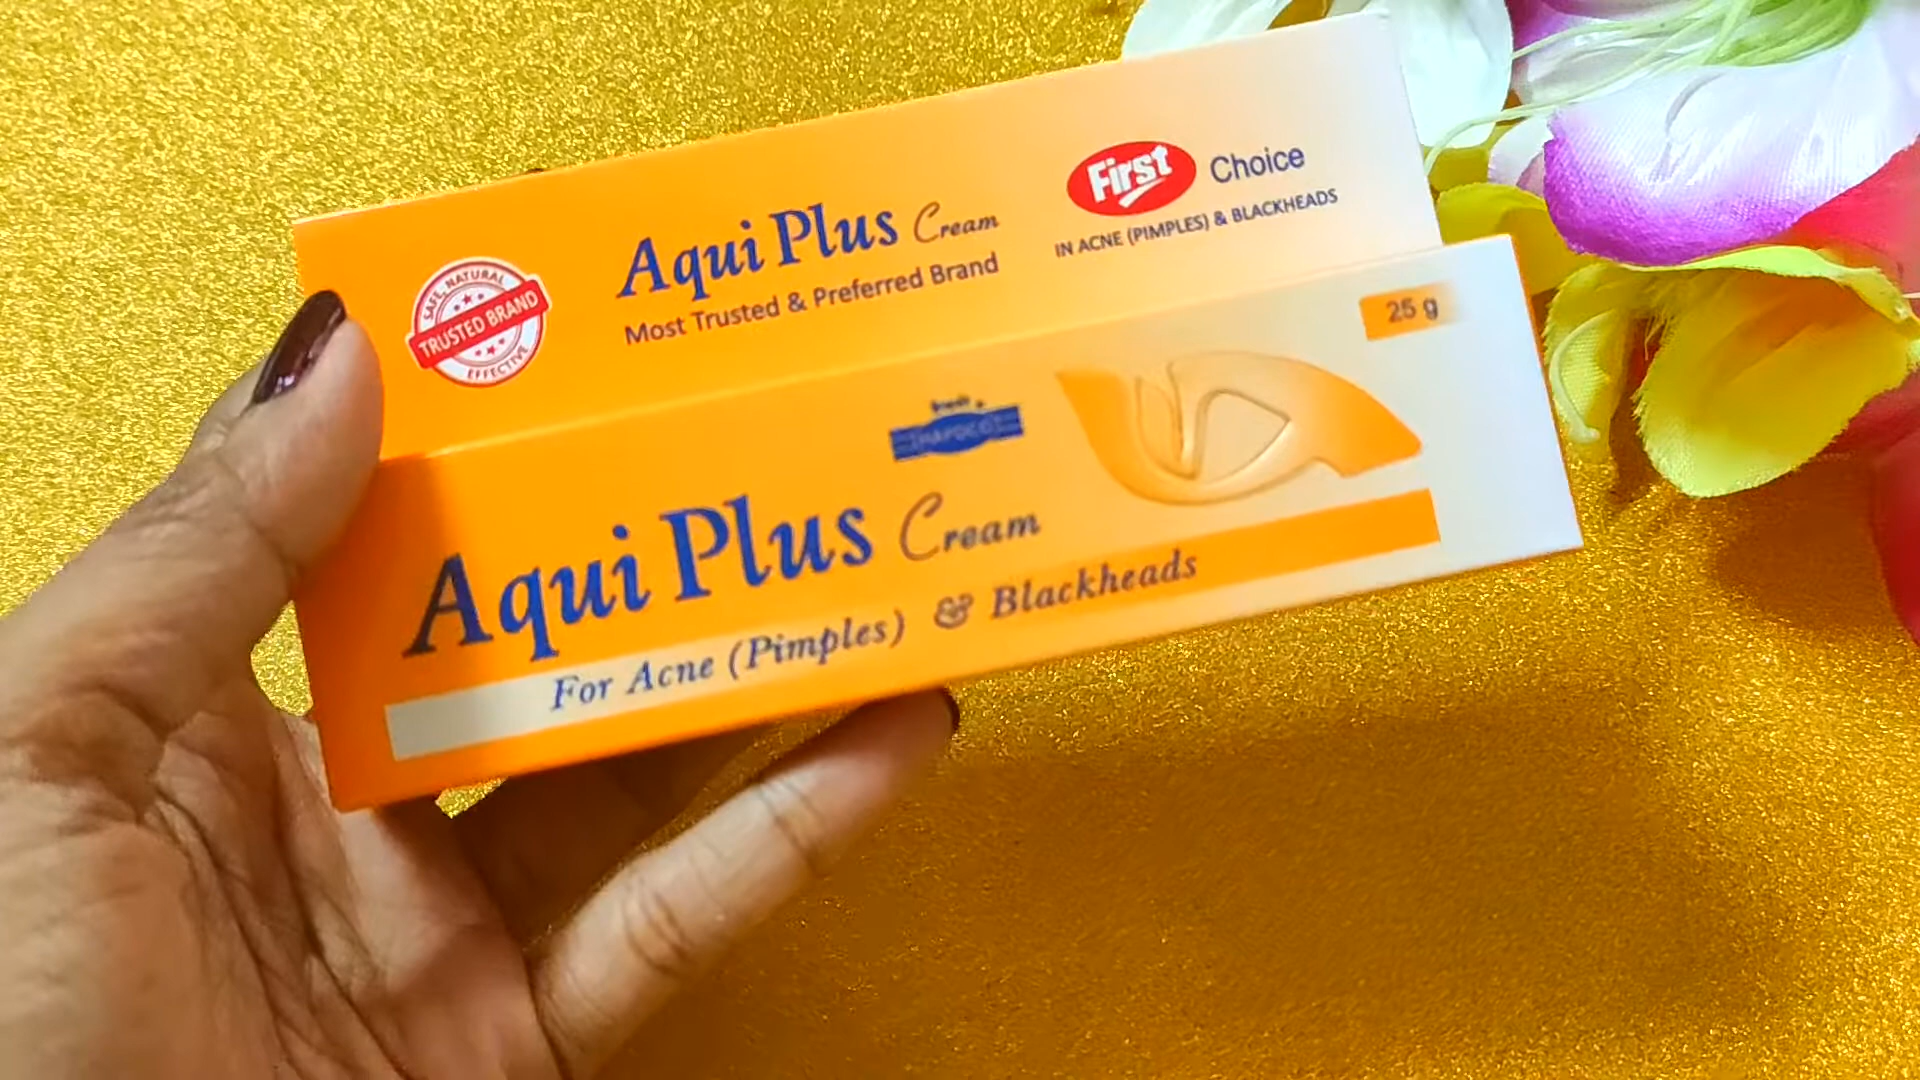 SAFE, NATURAL
TRUSTED BRAND
EFFECTIVE
Aqui Plus Cream
Most Trusted & Preferred Brand
First Choice
IN ACNE (PIMPLES) & BLACKHEADS
25 g
Aqui Plus Cream
For Acne (Pimples) & Blackheads